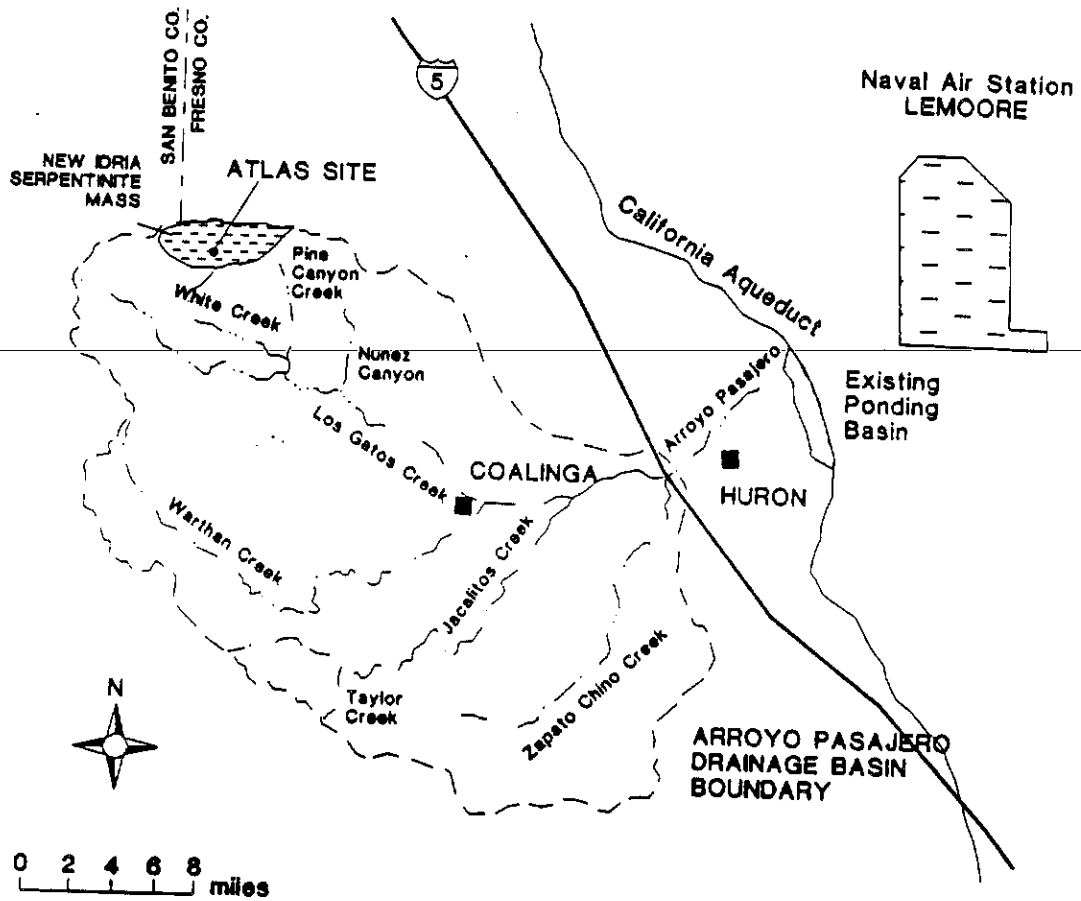 SAN BENITO CO.
FRESNO CO.
5
Naval Air Station
LEMOORE
NEW IDRIA
SERPENTINITE
MASS
ATLAS SITE
Pine
Canyon
Creek
White Creek
California Aqueduct
Nunez
Canyon
Arroyo Pasajero
Existing
Ponding
Basin
Los Gatos Creek
COALINGA
HURON
Warthan Creek
Jacalitos Creek
Taylor
Creek
Zapato Chino Creek
N
ARROYO PASAJERO
DRAINAGE BASIN
BOUNDARY
0 2 4 6 8
miles